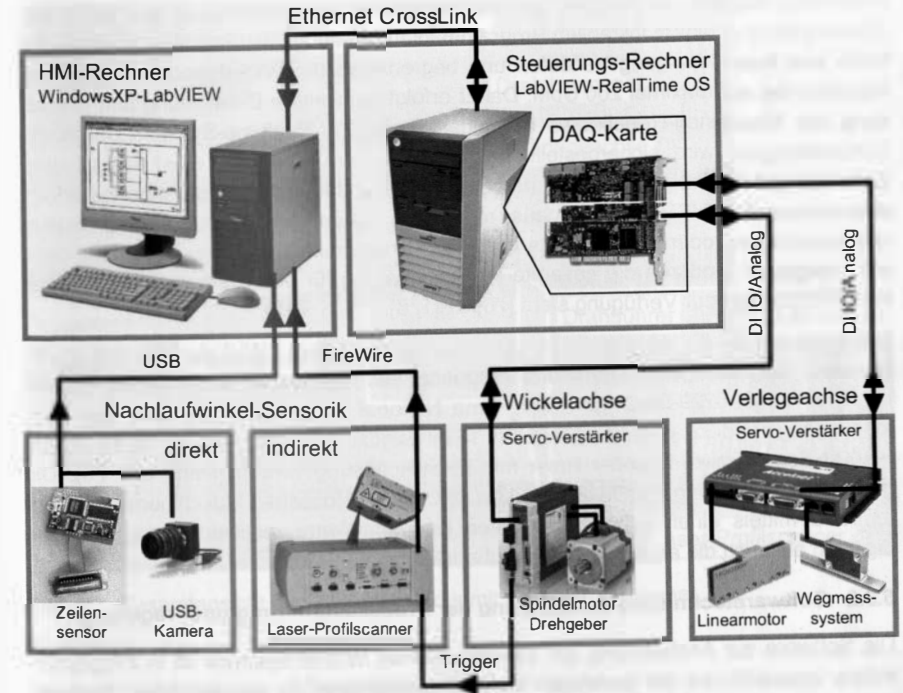 Ethernet CrossLink
HMI-Rechner
WindowsXP-LabVIEW
Steuerungs-Rechner
LabVIEW-RealTime OS
DAQ-Karte
DI IO/Analog
DI IO/Analog
USB
FireWire
Nachlaufwinkel-Sensorik
Wickelachse
Verlegeachse
direkt
indirekt
Servo-Verstärker
Servo-Verstärker
Zeilen-
sensor
USB-
Kamera
Laser-Profilscanner
Spindelmotor
Drehgeber
Linearmotor
Wegmess-
system
Trigger